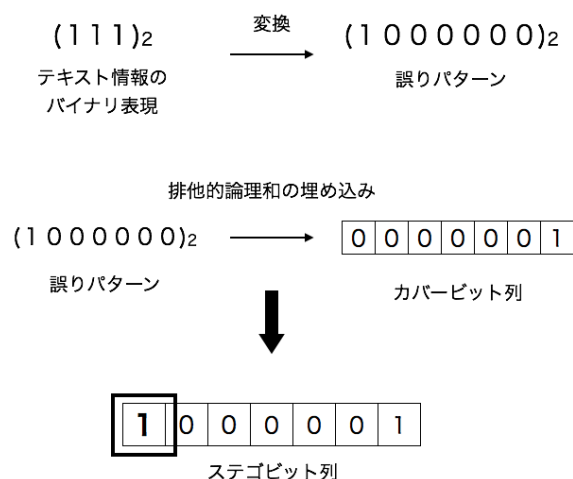 (111)2 変換 (1000000)2
テキスト情報の
バイナリ表現
誤りパターン
排他的論理和の埋め込み
(1000000)2
0 0 0 0 0 0 1
誤りパターン
カバービット列
1 0 0 0 0 0 1
ステゴビット列